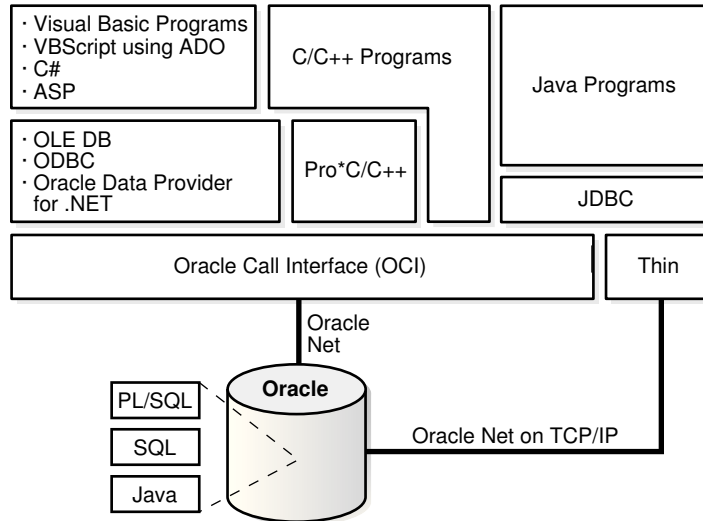 · Visual Basic Programs
· VBScript using ADO
· C#
· ASP
C/C++ Programs
Java Programs
· OLE DB
· ODBC
· Oracle Data Provider
for .NET
Pro*C/C++
JDBC
Oracle Call Interface (OCI)
Thin
Oracle
Net
Oracle
PL/SQL
SQL
Java
Oracle Net on TCP/IP